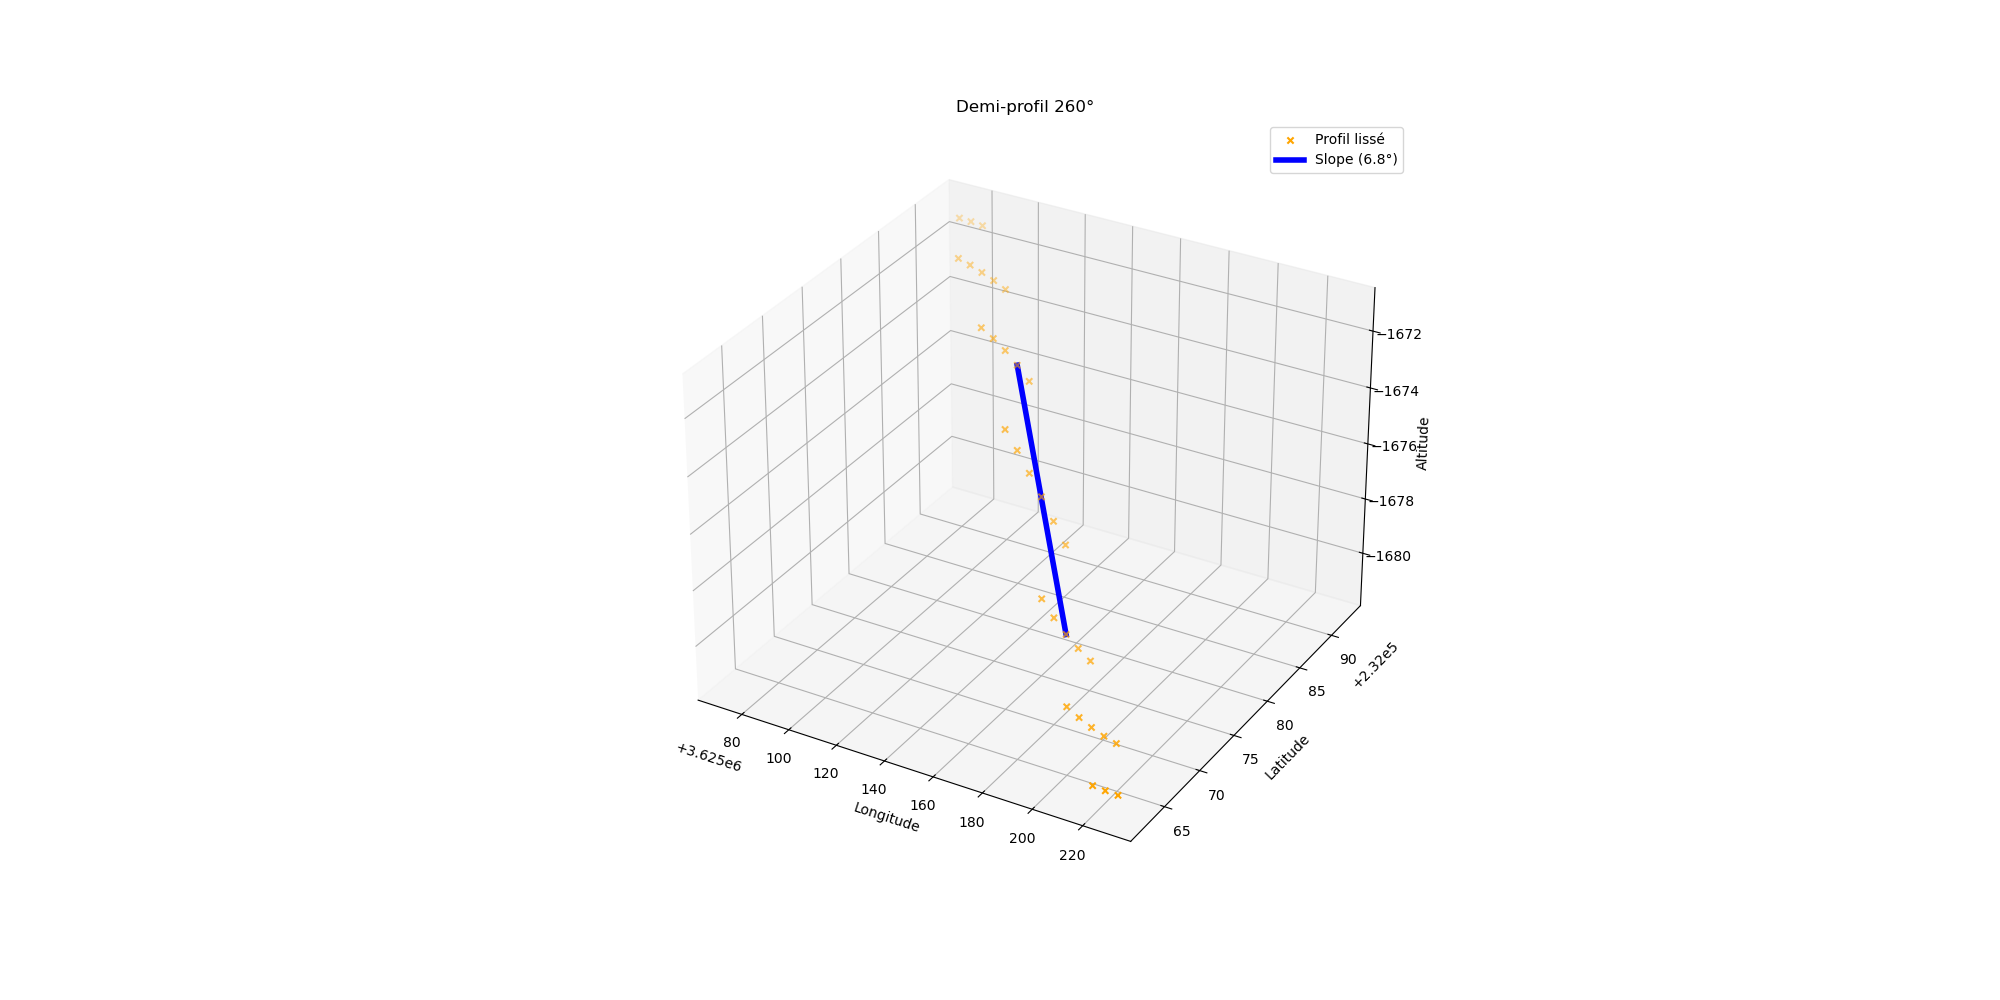 Demi-profil 260°
Profil lissé
Slope (6.8°)
−1672
−1674
−1676
−1678
−1680
Altitude
90
85
80
75
70
65
+2.32e5
Latitude
80
100
120
140
160
180
200
220
+3.625e6
Longitude